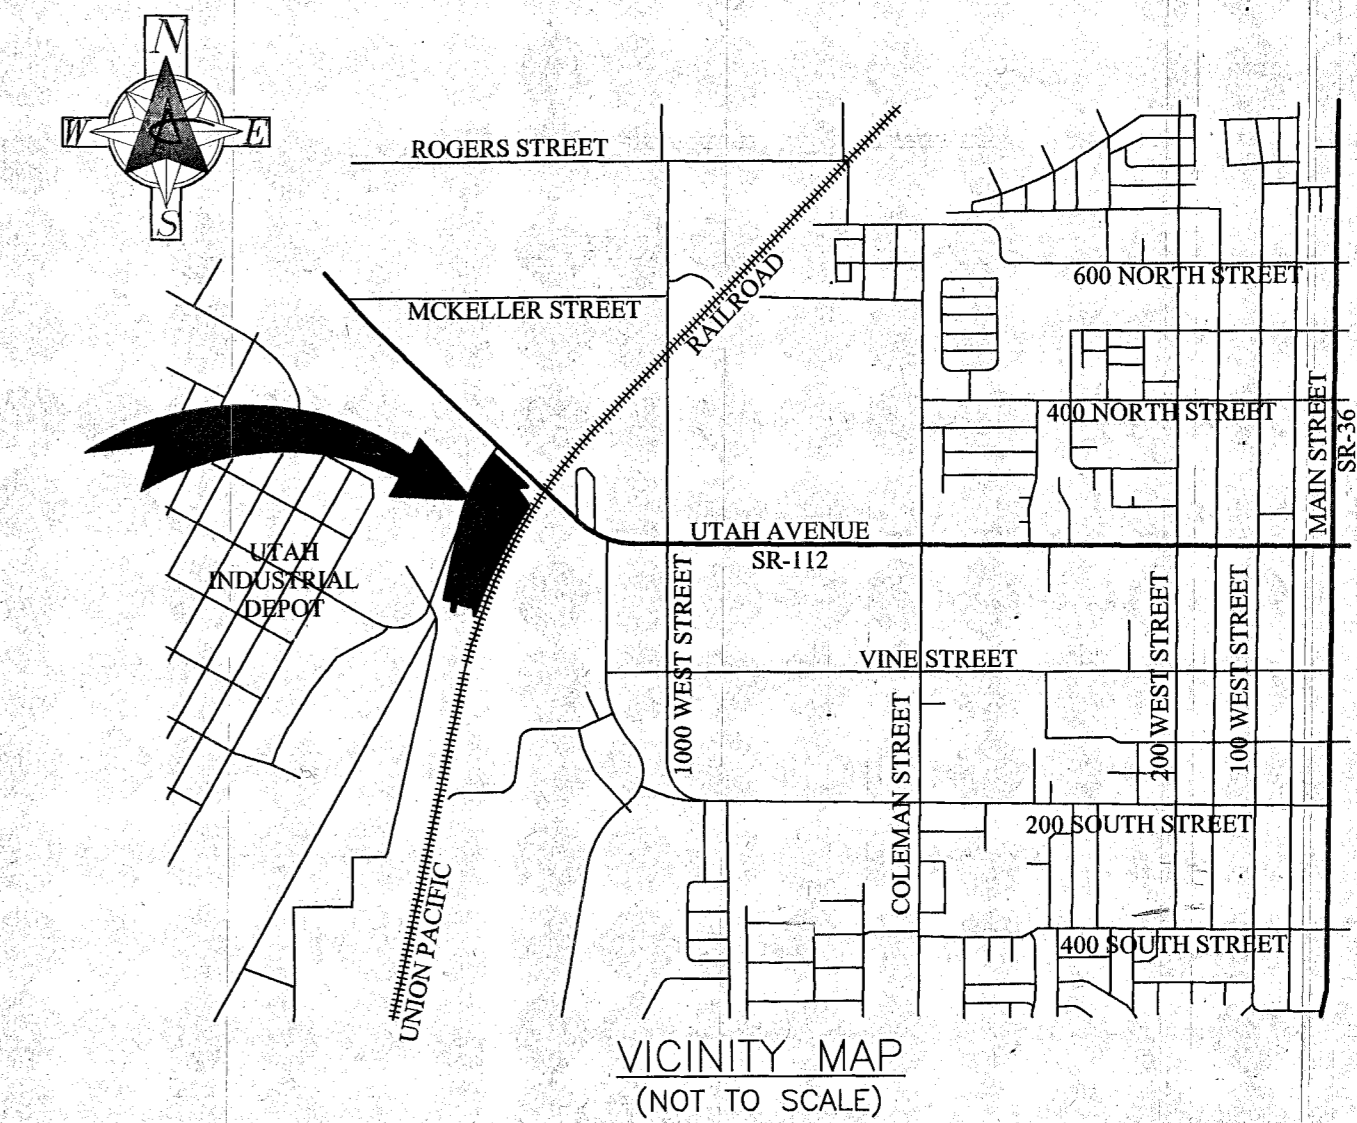 N
W
E
S
ROGERS STREET
RAILROAD
600 NORTH STREET
MCKELLER STREET
400 NORTH STREET
MAIN STREET
SR-36
UTAH AVENUE
SR-112
UTAH
INDUSTRIAL
DEPOT
1000 WEST STREET
VINE STREET
200 WEST STREET
100 WEST STREET
COLEMAN STREET
200 SOUTH STREET
UNION PACIFIC
400 SOUTH STREET
VICINITY MAP
(NOT TO SCALE)